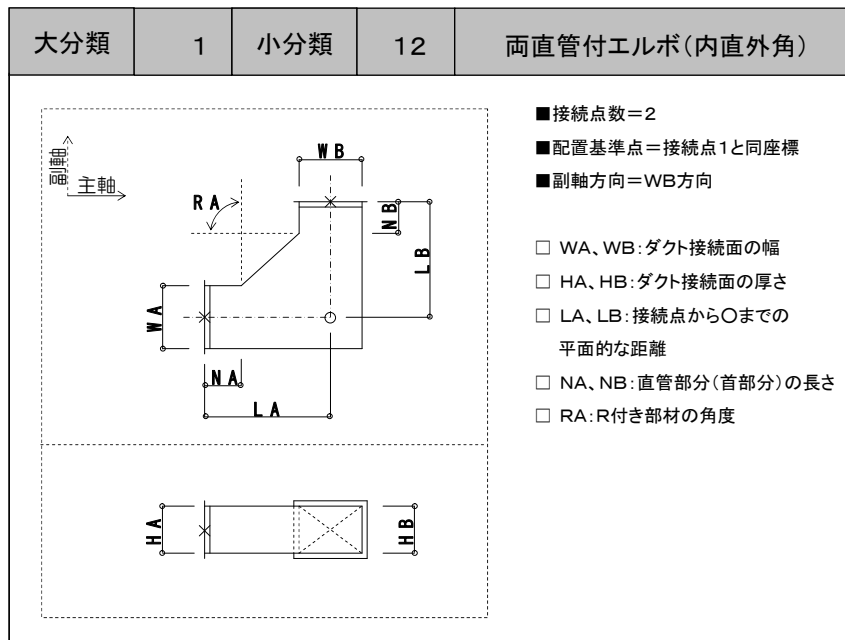 大分類 1 小分類 12 両直管付エルボ(内直外角)
■接続点数=2
■配置基準点=接続点1と同座標
■副軸方向=WB方向
□ WA、WB:ダクト接続面の幅
□ HA、HB:ダクト接続面の厚さ
□ LA、LB:接続点から○までの
平面的な距離
□ NA、NB:直管部分(首部分)の長さ
□ RA:R付き部材の角度
副軸
主軸
WB
RA
NB
LB
WA
NA
LA
HA
HB